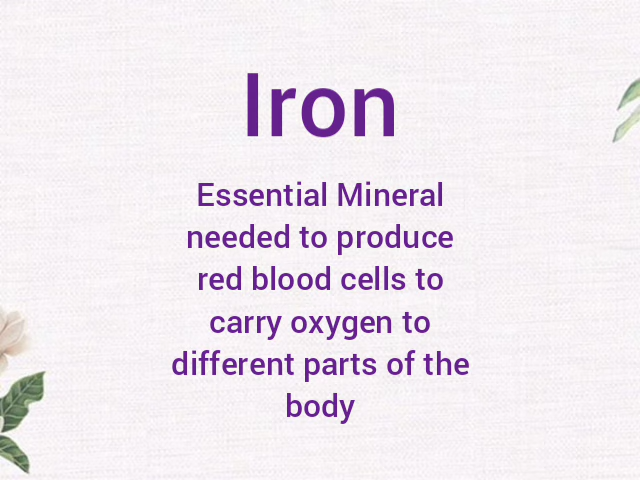 Iron
Essential Mineral
needed to produce
red blood cells to
carry oxygen to
different parts of the
body